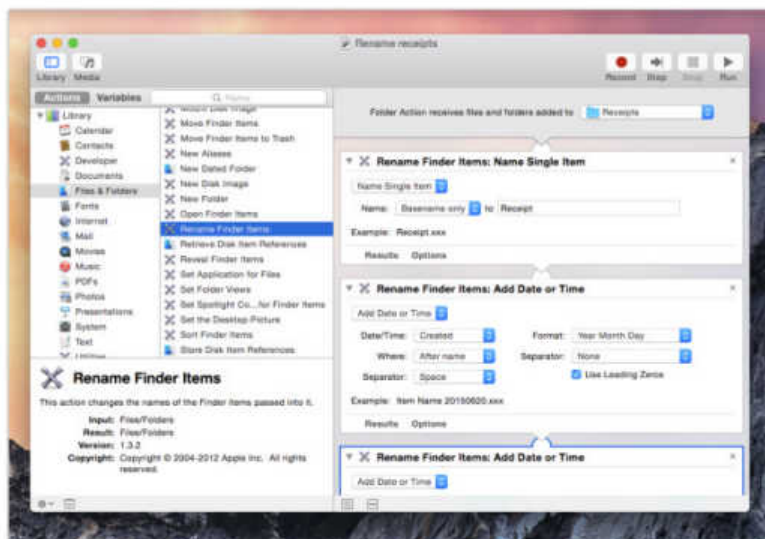 Rename receipts
Library Media
Record Step Stop Run
Actions Variables
Name
Library
Calendar
Contacts
Developer
Documents
Files & Folders
Fonts
Internet
Mail
Movies
Music
PDFs
Photos
Presentations
System
Text
Utilities
Mount Disk Image
Move Finder Items
Move Finder Items to Trash
New Aliases
New Dated Folder
New Disk Image
New Folder
Open Finder Items
Rename Finder Items
Retrieve Disk Item References
Reveal Finder Items
Set Application for Files
Set Folder Views
Set Spotlight Co...for Finder Items
Set the Desktop Picture
Sort Finder Items
Store Disk Item References
Rename Finder Items
This action changes the names of the Finder items passed into it.
Input: Files/Folders
Result: Files/Folders
Version: 1.3.2
Copyright: Copyright © 2004-2012 Apple Inc. All rights
reserved.
Folder Action receives files and folders added to Receipts
Rename Finder Items: Name Single Item
Name Single Item
Name: Basename only to Receipt
Example: Receipt.xxx
Results Options
Rename Finder Items: Add Date or Time
Add Date or Time
Date/Time: Created Format: Year Month Day
Where: After name Separator: None
Separator: Space Use Leading Zeros
Example: Item Name 20150620.xxx
Results Options
Rename Finder Items: Add Date or Time
Add Date or Time